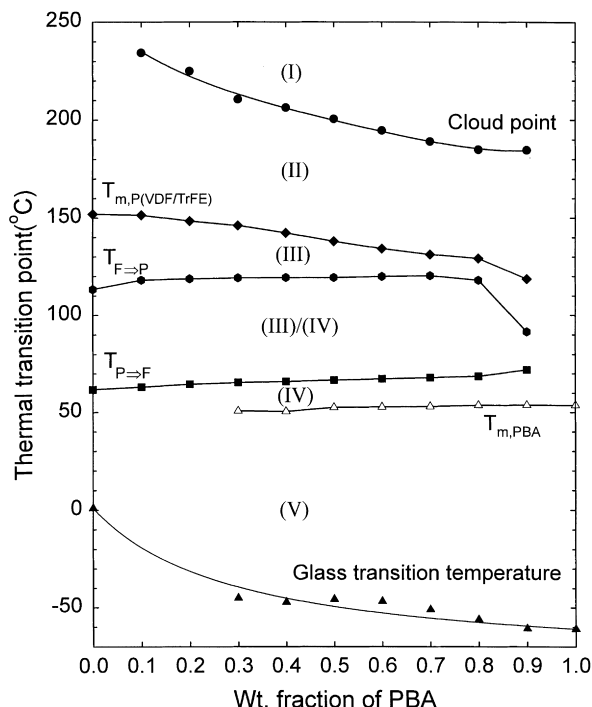 250
200
150
100
50
0
-50
Thermal transition point(°C)
(I)
Cloud point
(II)
Tm,P(VDF/TrFE)
(III)
TF⇒P
(III)/(IV)
TP⇒F
(IV)
Tm,PBA
(V)
Glass transition temperature
0.0 0.1 0.2 0.3 0.4 0.5 0.6 0.7 0.8 0.9 1.0
Wt. fraction of PBA